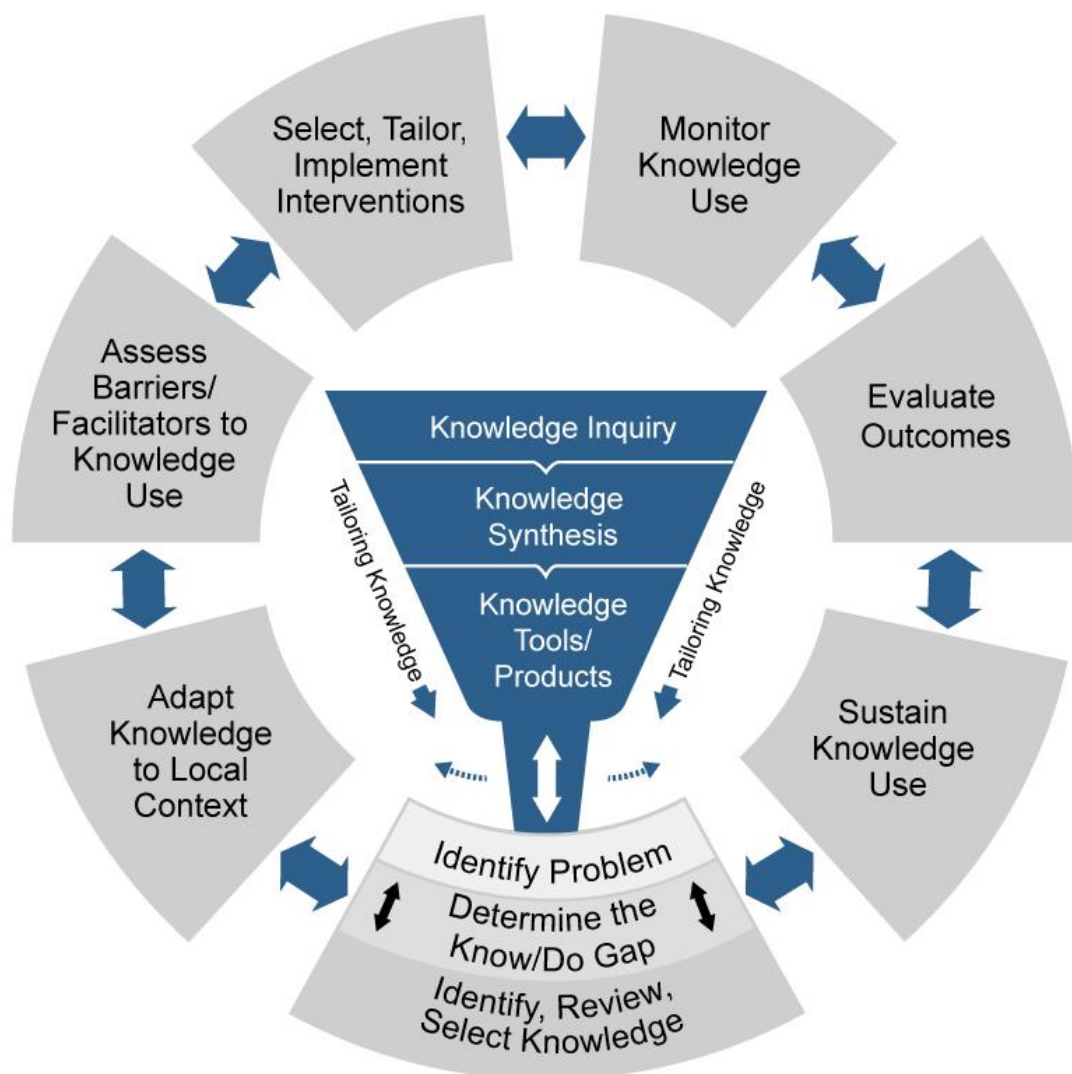 Select, Tailor,
Implement
Interventions
Monitor
Knowledge
Use
Assess
Barriers/
Facilitators to
Knowledge
Use
Evaluate
Outcomes
Knowledge Inquiry
Knowledge
Synthesis
Knowledge
Tools/
Products
Tailoring Knowledge
Tailoring Knowledge
Adapt
Knowledge
to Local
Context
Sustain
Knowledge
Use
Identify Problem
Determine the
Know/Do Gap
Identify, Review,
Select Knowledge